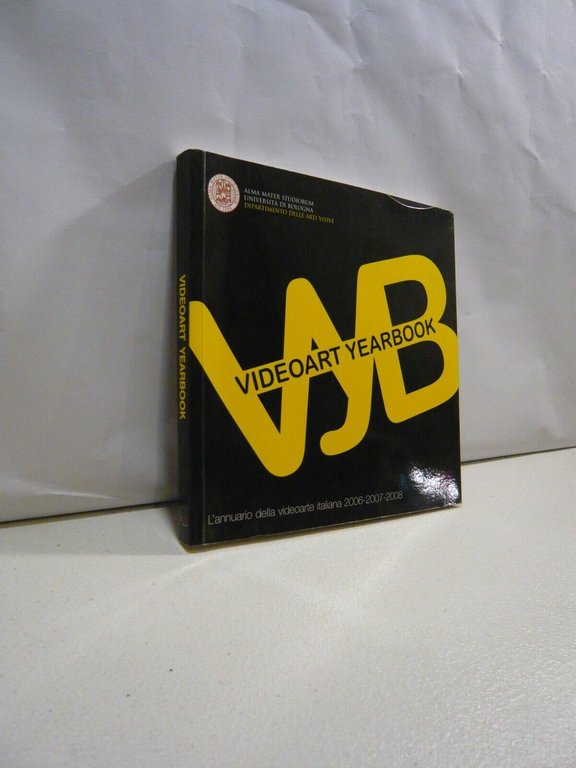 ALMA MATER STUDIORUM
UNIVERSITÀ DI BOLOGNA
DIPARTIMENTO DELLE ARTI VISIVE
VYB
VIDEOART YEARBOOK
L'annuario della videoarte italiana 2006-2007-2008
VIDEOART YEARBOOK